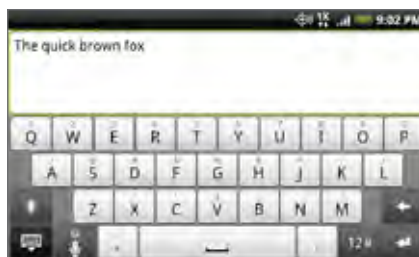 9:02 PM
The quick brown fox
Q W E R T Y U I O P
A S D F G H J K L
Z X C V B N M
12#